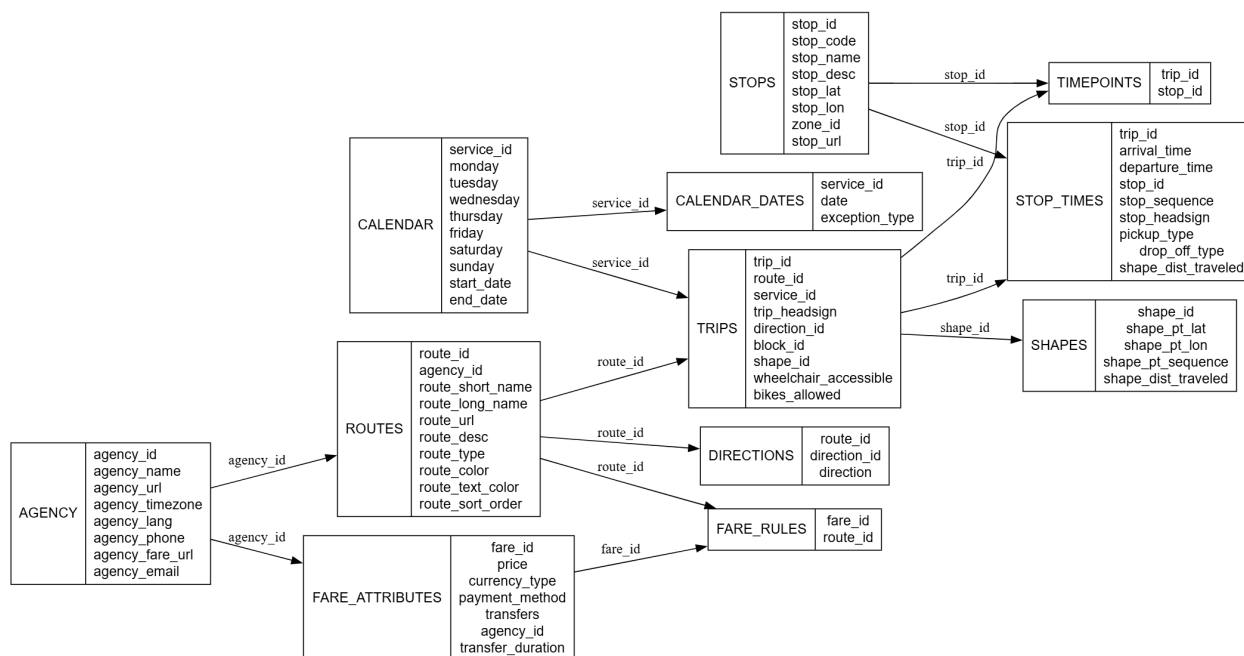 STOPS
stop_id
stop_code
stop_name
stop_desc
stop_lat
stop_lon
zone_id
stop_url
stop_id
stop_id
TIMEPOINTS
trip_id
stop_id
trip_id
STOP_TIMES
trip_id
arrival_time
departure_time
stop_id
stop_sequence
stop_headsign
pickup_type
drop_off_type
shape_dist_traveled
CALENDAR
service_id
monday
tuesday
wednesday
thursday
friday
saturday
sunday
start_date
end_date
service_id
service_id
CALENDAR_DATES
service_id
date
exception_type
TRIPS
trip_id
route_id
service_id
trip_headsign
direction_id
block_id
shape_id
wheelchair_accessible
bikes_allowed
trip_id
shape_id
SHAPES
shape_id
shape_pt_lat
shape_pt_lon
shape_pt_sequence
shape_dist_traveled
ROUTES
route_id
agency_id
route_short_name
route_long_name
route_url
route_desc
route_type
route_color
route_text_color
route_sort_order
route_id
route_id
route_id
DIRECTIONS
route_id
direction_id
direction
AGENCY
agency_id
agency_name
agency_url
agency_timezone
agency_lang
agency_phone
agency_fare_url
agency_email
agency_id
agency_id
FARE_ATTRIBUTES
fare_id
price
currency_type
payment_method
transfers
agency_id
transfer_duration
fare_id
FARE_RULES
fare_id
route_id